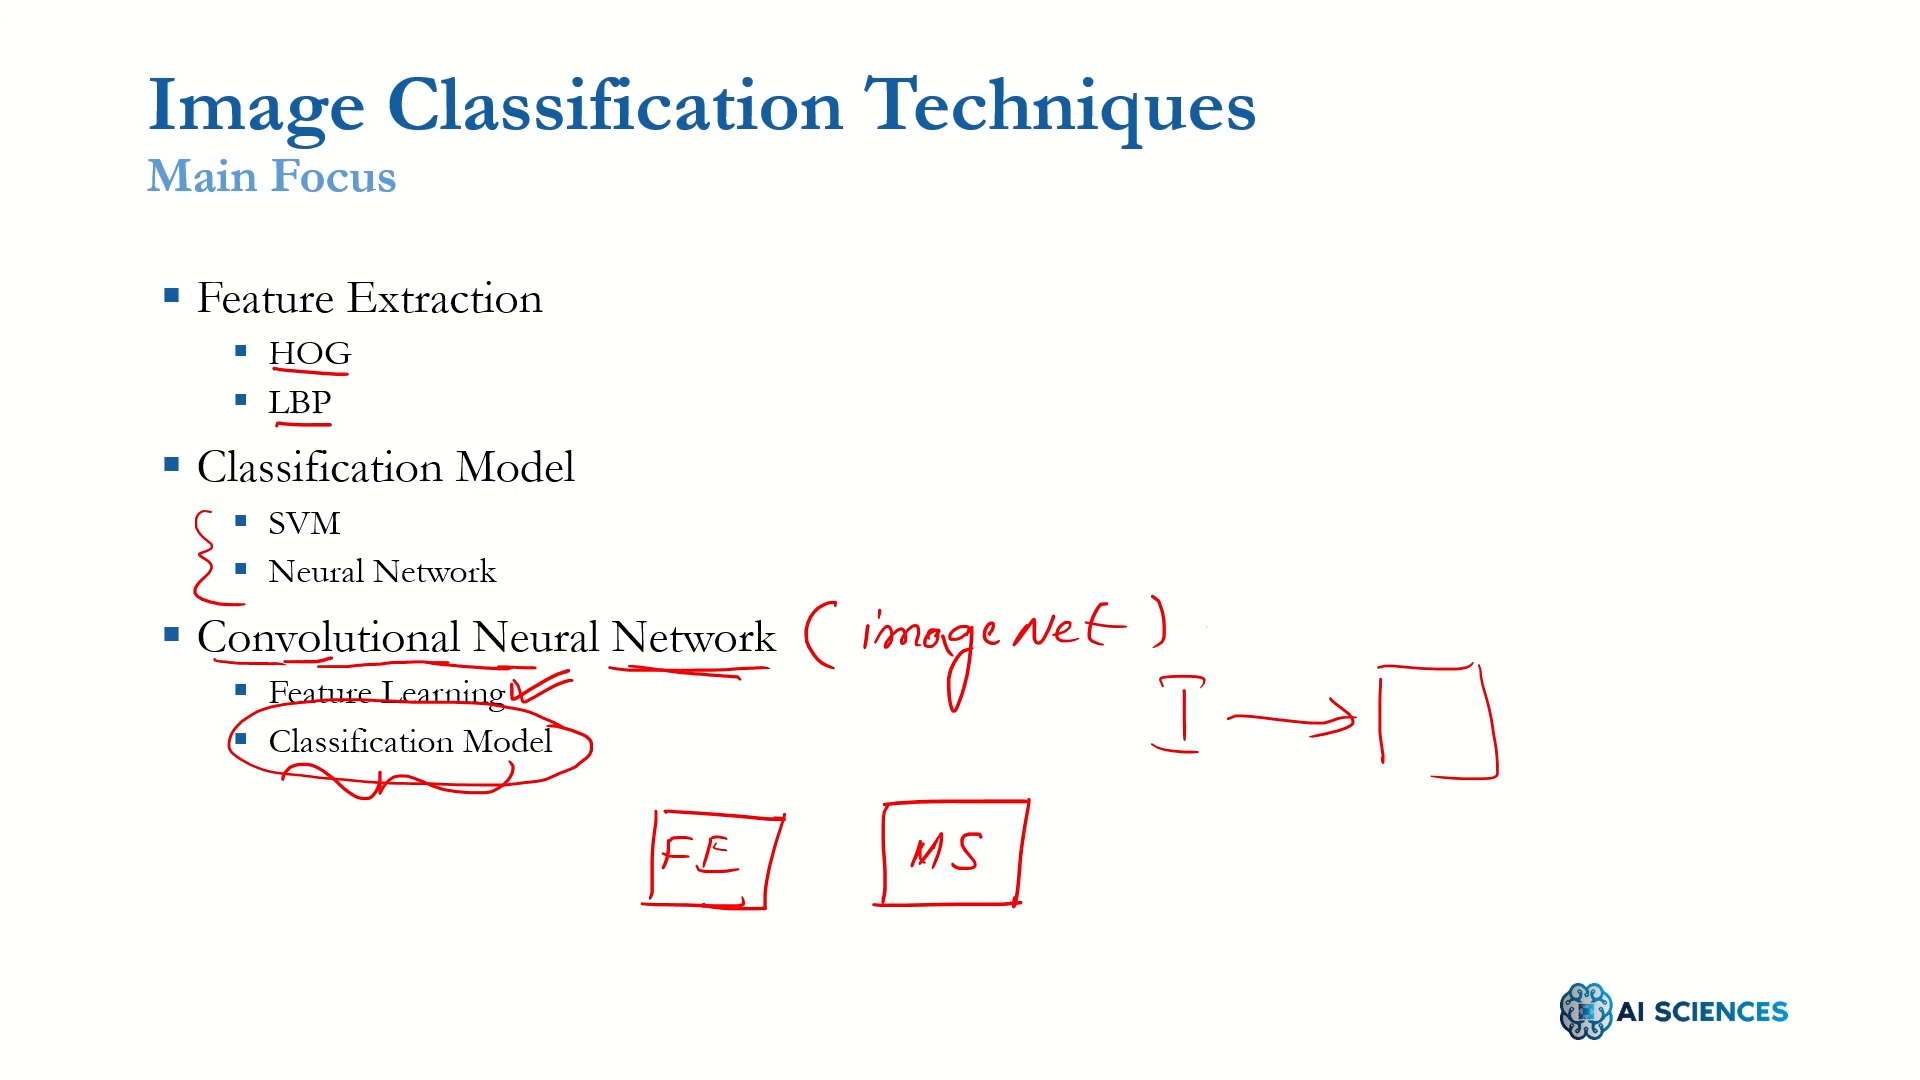 Image Classification Techniques
Main Focus
Feature Extraction
HOG
LBP
Classification Model
SVM
Neural Network
Convolutional Neural Network (imageNet)
Feature Learning
Classification Model
I
FE MS
AI SCIENCES